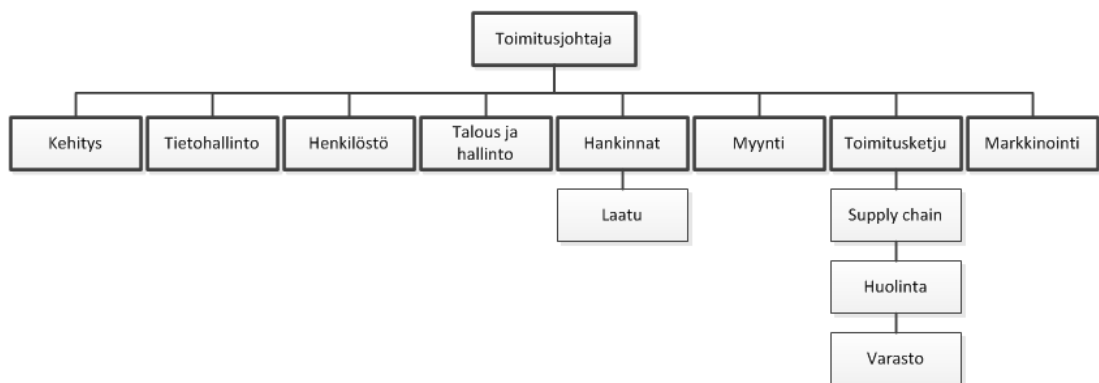 Toimitusjohtaja
Kehitys
Tietohallinto
Henkilöstö
Talous ja
hallinto
Hankinnat
Myynti
Toimitusketju
Markkinointi
Laatu
Supply chain
Huolinta
Varasto